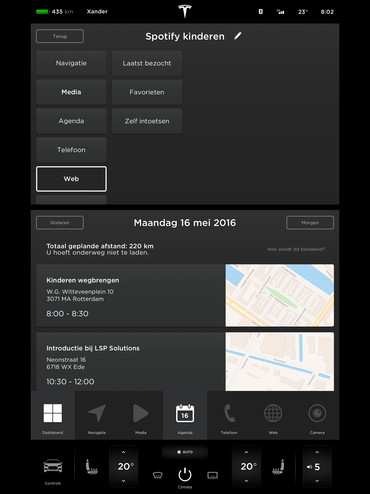 435 km
Xander
23°
8:02
Terug
Spotify kinderen
Navigatie
Laatst bezocht
Media
Favorieten
Agenda
Zelf intoetsen
Telefoon
Web
Gisteren
Maandag 16 mei 2016
Morgen
Totaal geplande afstand: 220 km
U hoeft onderweg niet te laden.
Hoe wordt dit berekend?
Kinderen wegbrengen
W.G. Witteveenplein 10
3071 MA Rotterdam
8:00 - 8:30
Introductie bij LSP Solutions
Neonstraat 16
6718 WX Ede
10:30 - 12:00
12
Dashboard
Navigatie
Media
Agenda
Telefoon
Web
Camera
AUTO
20°
20°
5
Controls
Climate